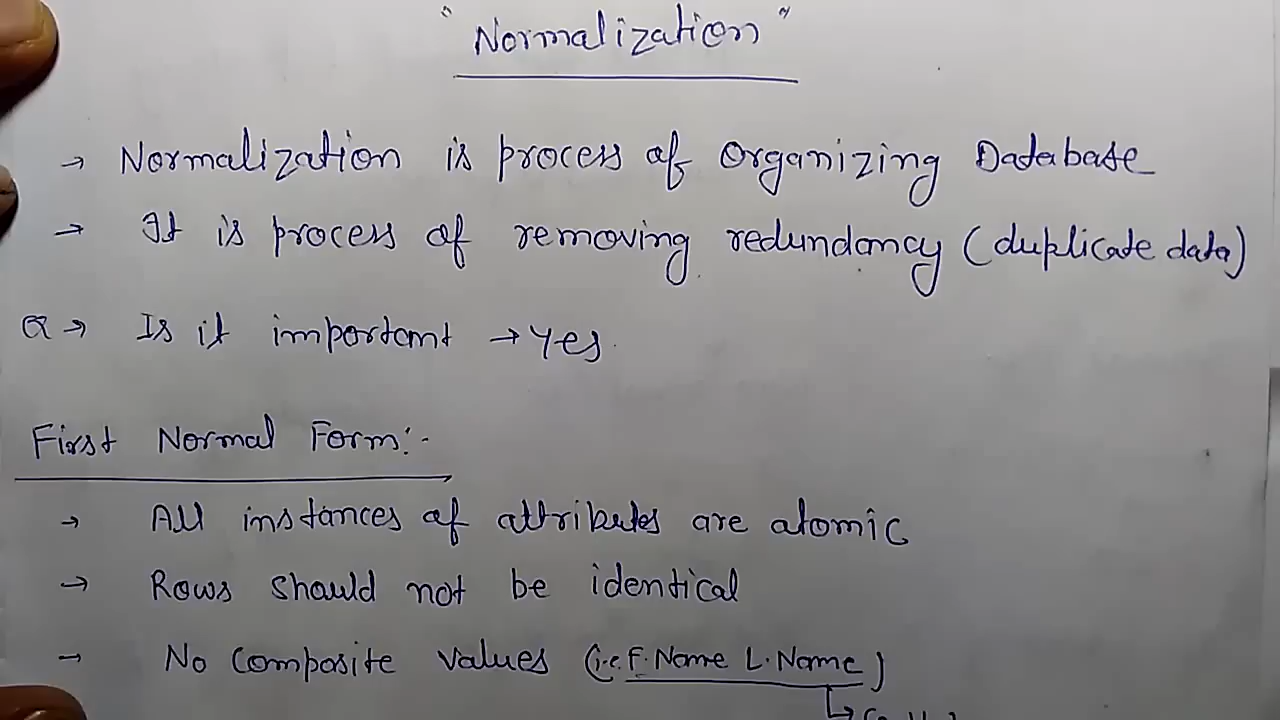 "Normalization"
→ Normalization is process of Organizing Database
→ It is process of removing redundancy (duplicate data)
Q → Is it important → Yes
First Normal Form:-
→ All instances of attributes are atomic
→ Rows should not be identical
→ No Composite values (i.e F. Name L. Name)